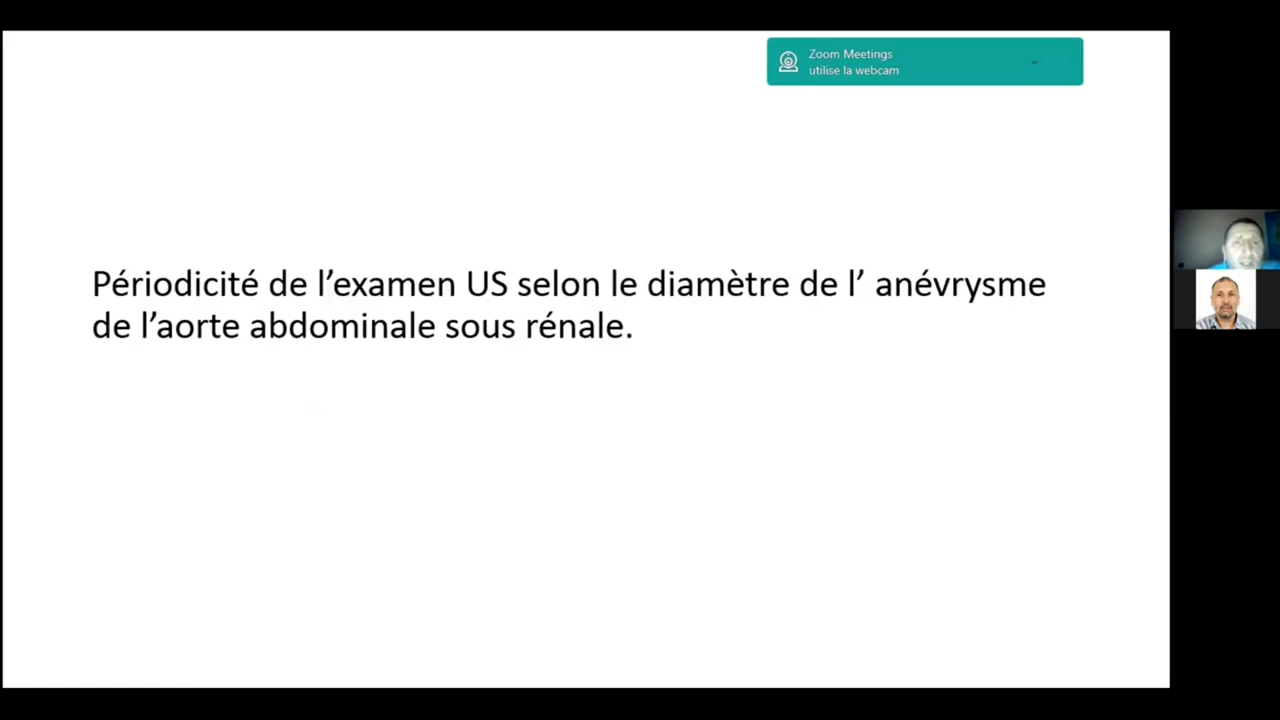 Zoom Meetings
utilise la webcam
Périodicité de l’examen US selon le diamètre de l’ anévrysme
de l’aorte abdominale sous rénale.